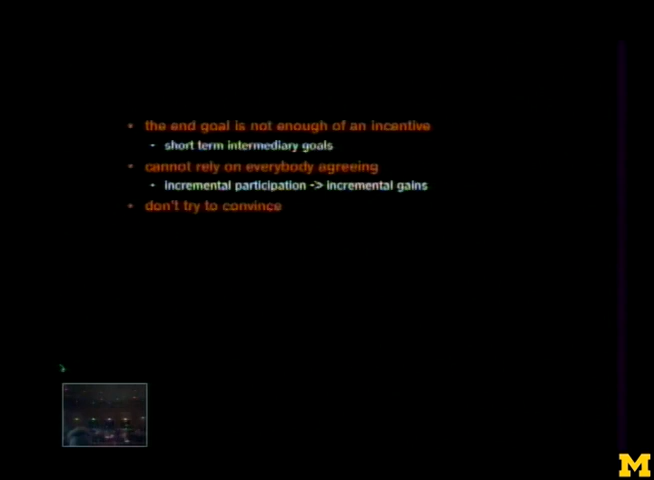 • the end goal is not enough of an incentive
- short term intermediary goals
• cannot rely on everybody agreeing
- incremental participation -> incremental gains
• don't try to convince
M